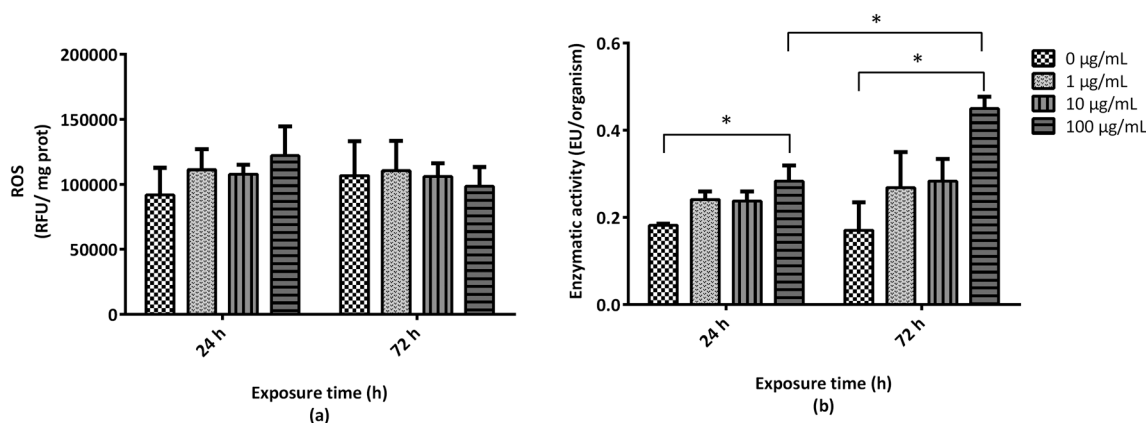 200000
150000
100000
50000
0
ROS
(RFU/ mg prot)
24 h
72 h
Exposure time (h)
(a)
*
*
*
0.6
0.4
0.2
0.0
Enzymatic activity (EU/organism)
24 h
72 h
Exposure time (h)
(b)
0 µg/mL
1 µg/mL
10 µg/mL
100 µg/mL